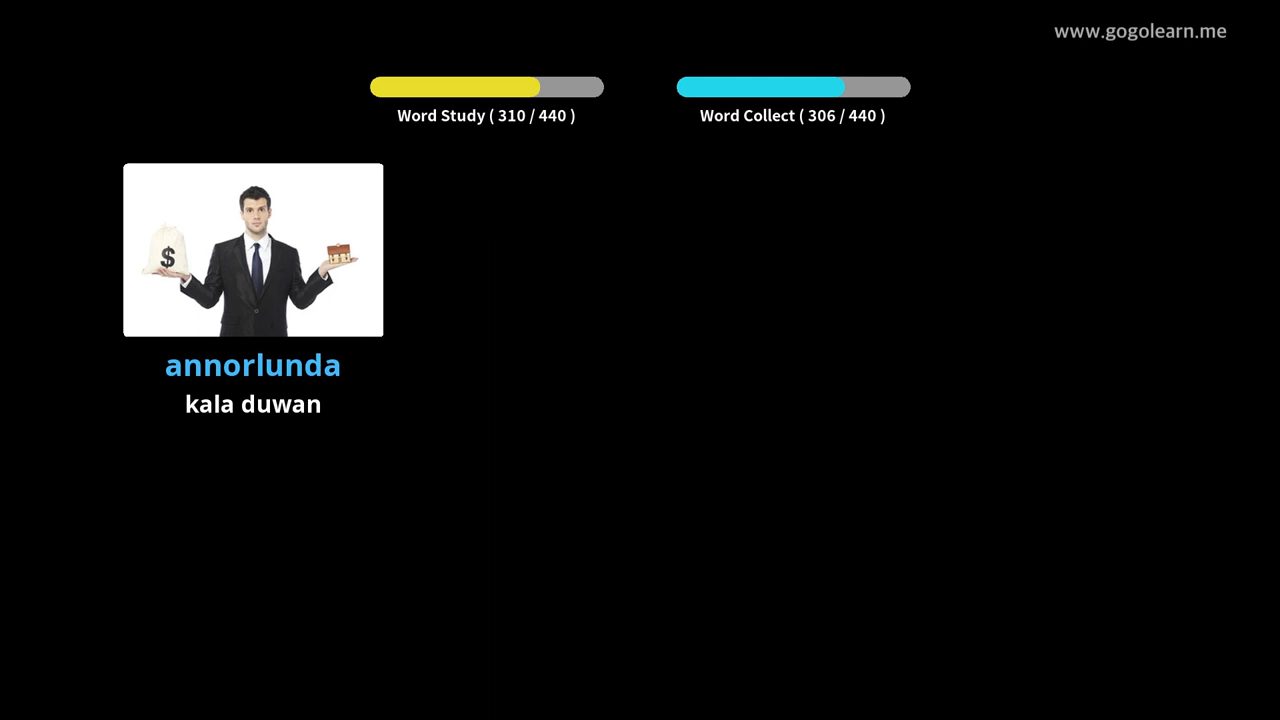 www.gogolearn.me
Word Study ( 310 / 440 )
Word Collect ( 306 / 440 )
$
annorlunda
kala duwan